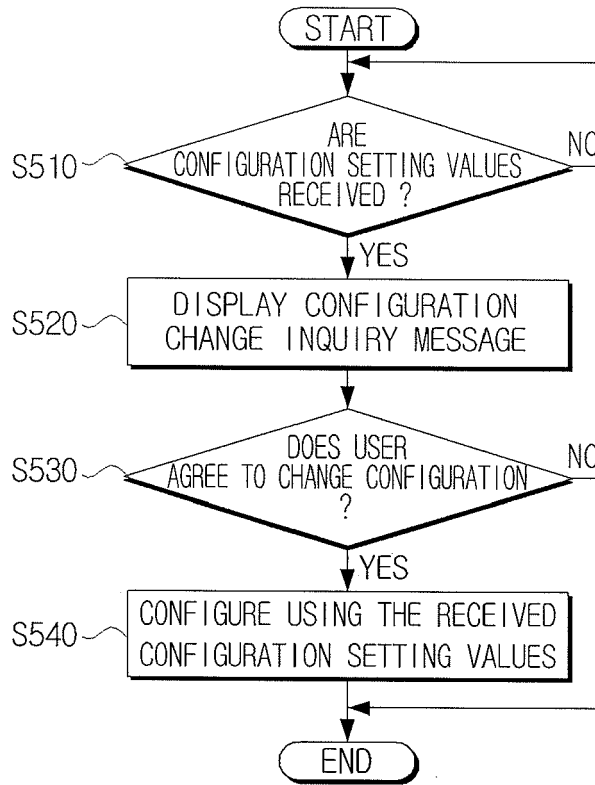 START
ARE
CONFIGURATION SETTING VALUES
RECEIVED ?
S510
NO
YES
DISPLAY CONFIGURATION
CHANGE INQUIRY MESSAGE
S520
DOES USER
AGREE TO CHANGE CONFIGURATION
?
S530
NO
YES
CONFIGURE USING THE RECEIVED
CONFIGURATION SETTING VALUES
S540
END